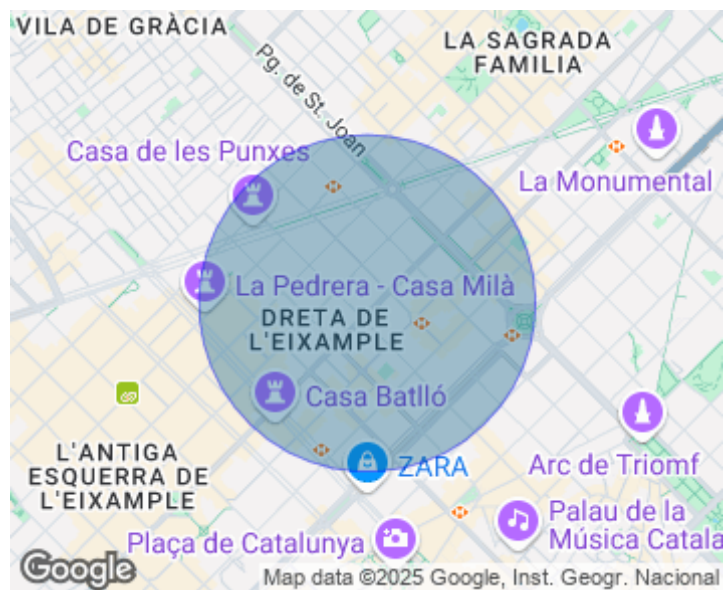 VILA DE GRÀCIA
LA SAGRADA
FAMILIA
Pg. de St. Joan
Casa de les Punxes
La Monumental
La Pedrera - Casa Milà
DRETA DE
L'EIXAMPLE
Casa Batlló
L'ANTIGA
ESQUERRA DE
L'EIXAMPLE
ZARA
Arc de Triomf
Plaça de Catalunya
Palau de la
Música Catala
Google
Map data ©2025 Google, Inst. Geogr. Nacional